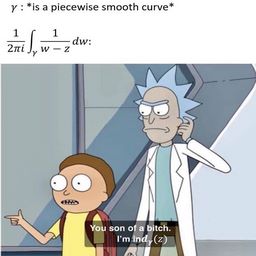 γ : *is a piecewise smooth curve*
1/2πi ∫_γ 1/(w − z) dw:
You son of a bitch.
I'm ind_γ(z)